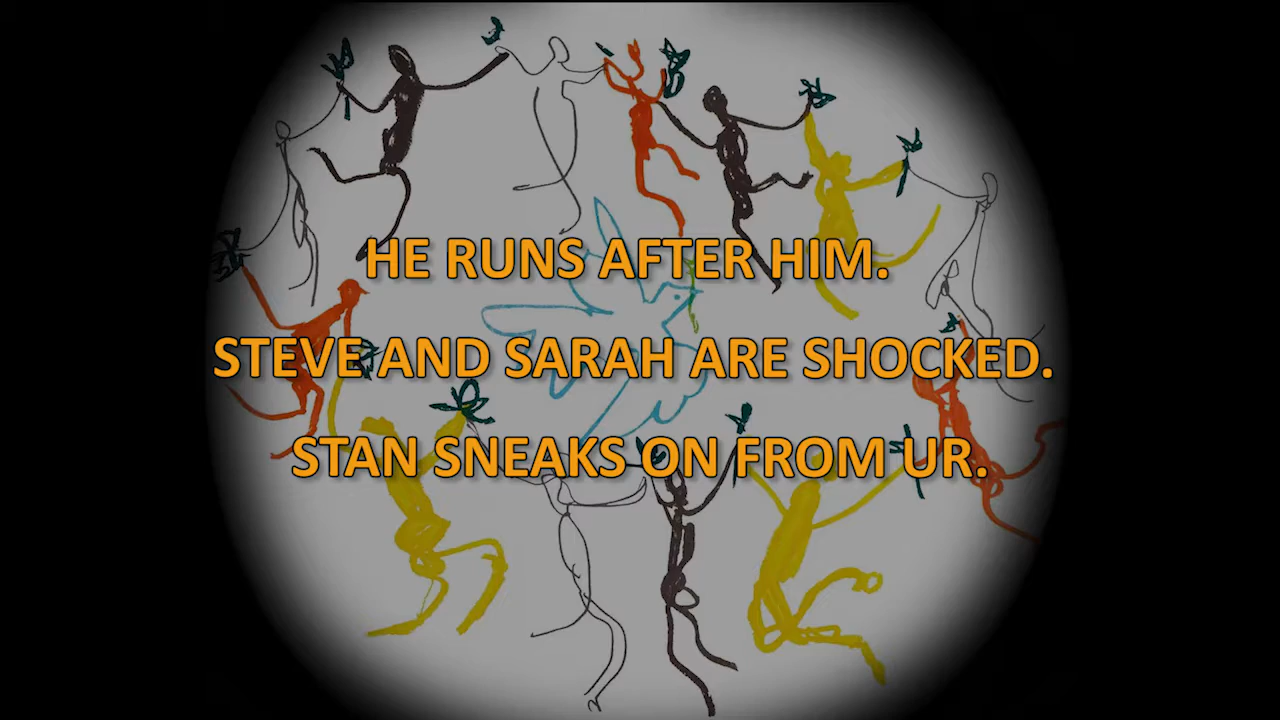 HE RUNS AFTER HIM.
STEVE AND SARAH ARE SHOCKED.
STAN SNEAKS ON FROM UR.